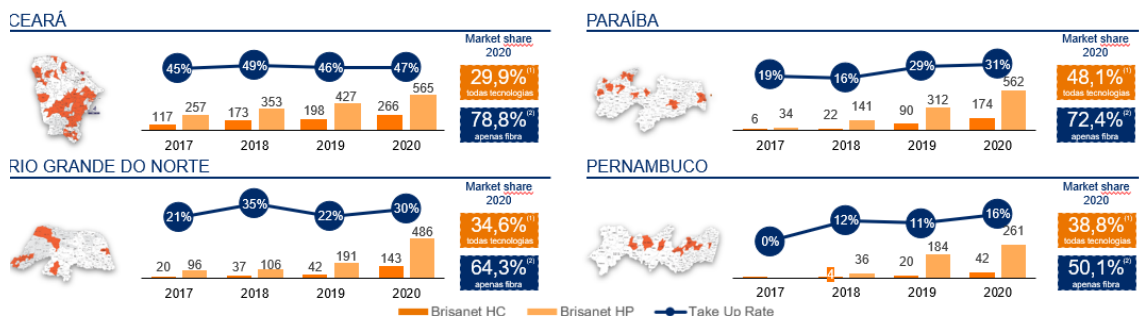 CEARÁ
Market share
2020
45% 49% 46% 47%
29,9%(1)
todas tecnologias
117 257 173 353 198 427 266 565
78,8%(2)
apenas fibra
2017 2018 2019 2020
PARAÍBA
Market share
2020
19% 16% 29% 31%
48,1%(1)
todas tecnologias
6 34 22 141 90 312 174 562
72,4%(2)
apenas fibra
2017 2018 2019 2020
RIO GRANDE DO NORTE
Market share
2020
21% 35% 22% 30%
34,6%(1)
todas tecnologias
20 96 37 106 42 191 143 486
64,3%(2)
apenas fibra
2017 2018 2019 2020
PERNAMBUCO
Market share
2020
0% 12% 11% 16%
38,8%(1)
todas tecnologias
4 36 20 184 42 261
50,1%(2)
apenas fibra
2017 2018 2019 2020
Brisanet HC Brisanet HP Take Up Rate